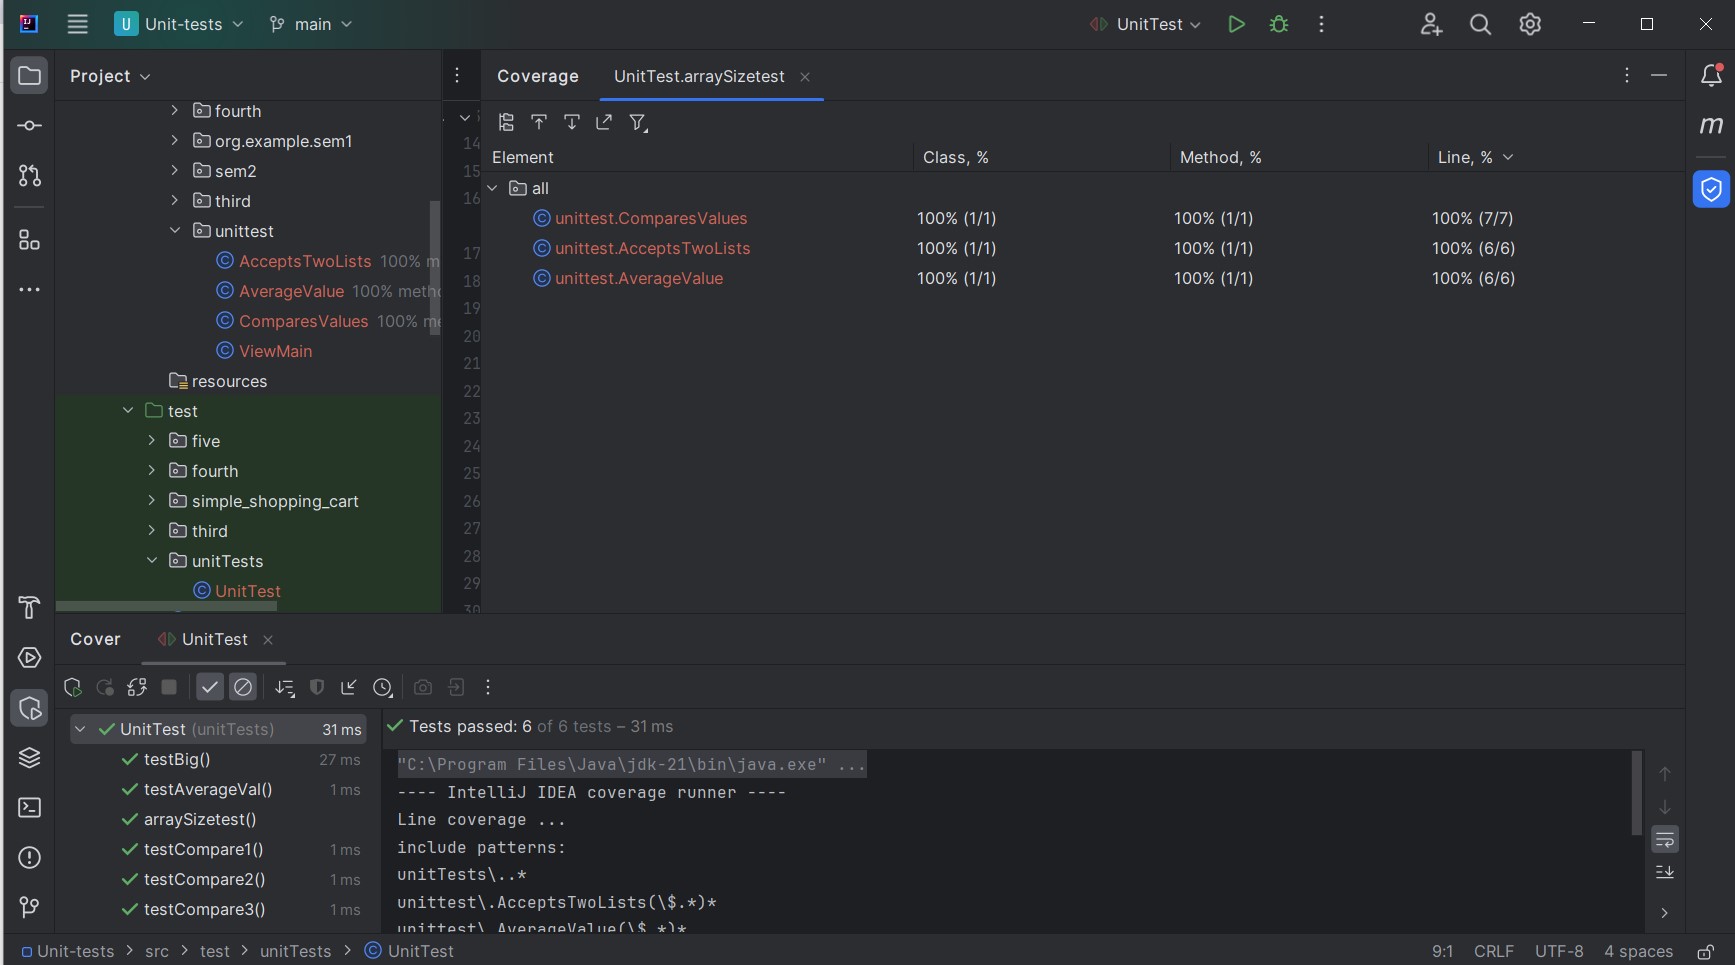 U Unit-tests main UnitTest
Project
Coverage UnitTest.arraySizetest
fourth
org.example.sem1
sem2
third
unittest
AcceptsTwoLists 100% m
AverageValue 100% metho
ComparesValues 100% me
ViewMain
resources
test
five
fourth
simple_shopping_cart
third
unitTests
UnitTest
14
15
16
17
18
19
20
21
22
23
24
25
26
27
28
29
30
Element Class, % Method, % Line, %
all
unittest.ComparesValues 100% (1/1) 100% (1/1) 100% (7/7)
unittest.AcceptsTwoLists 100% (1/1) 100% (1/1) 100% (6/6)
unittest.AverageValue 100% (1/1) 100% (1/1) 100% (6/6)
m
Cover UnitTest
UnitTest (unitTests) 31 ms
testBig() 27 ms
testAverageVal() 1 ms
arraySizetest()
testCompare1() 1 ms
testCompare2() 1 ms
testCompare3() 1 ms
Tests passed: 6 of 6 tests – 31 ms
"C:\Program Files\Java\jdk-21\bin\java.exe" ...
---- IntelliJ IDEA coverage runner ----
Line coverage ...
include patterns:
unitTests\..*
unittest\.AcceptsTwoLists(\$.*)*
unittest\.AverageValue(\$.*)*
Unit-tests > src > test > unitTests > UnitTest
9:1 CRLF UTF-8 4 spaces